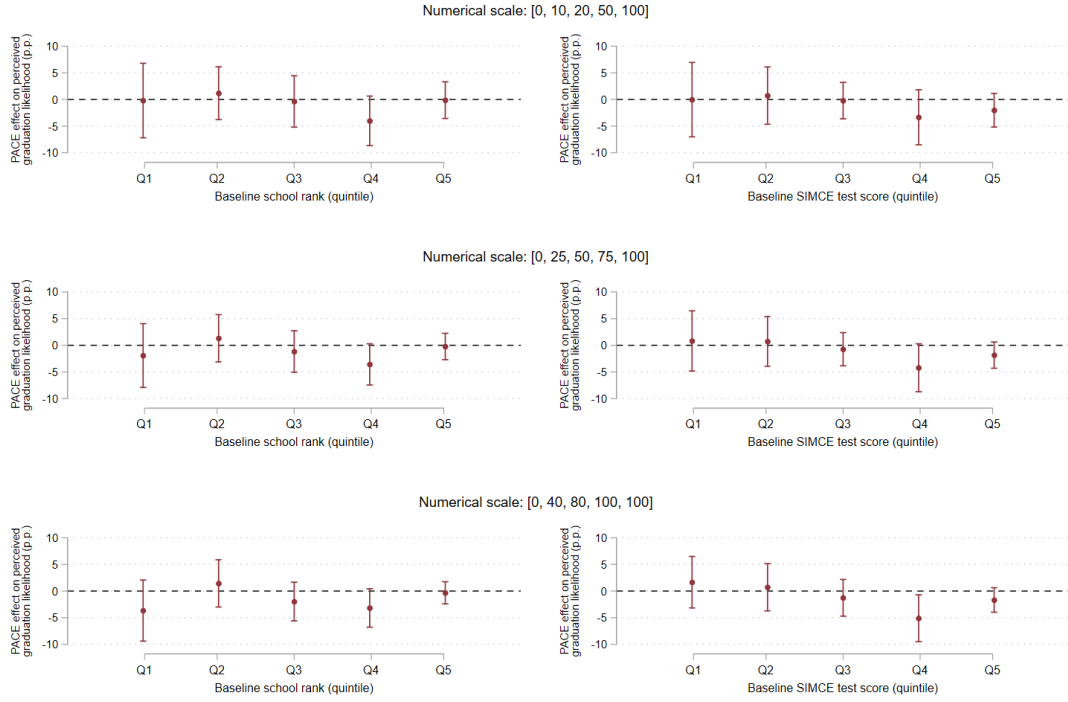 Numerical scale: [0, 10, 20, 50, 100]
PACE effect on perceived
graduation likelihood (p.p.)
10
5
0
-5
-10
Q1 Q2 Q3 Q4 Q5
Baseline school rank (quintile)
PACE effect on perceived
graduation likelihood (p.p.)
10
5
0
-5
-10
Q1 Q2 Q3 Q4 Q5
Baseline SIMCE test score (quintile)
Numerical scale: [0, 25, 50, 75, 100]
PACE effect on perceived
graduation likelihood (p.p.)
10
5
0
-5
-10
Q1 Q2 Q3 Q4 Q5
Baseline school rank (quintile)
PACE effect on perceived
graduation likelihood (p.p.)
10
5
0
-5
-10
Q1 Q2 Q3 Q4 Q5
Baseline SIMCE test score (quintile)
Numerical scale: [0, 40, 80, 100, 100]
PACE effect on perceived
graduation likelihood (p.p.)
10
5
0
-5
-10
Q1 Q2 Q3 Q4 Q5
Baseline school rank (quintile)
PACE effect on perceived
graduation likelihood (p.p.)
10
5
0
-5
-10
Q1 Q2 Q3 Q4 Q5
Baseline SIMCE test score (quintile)